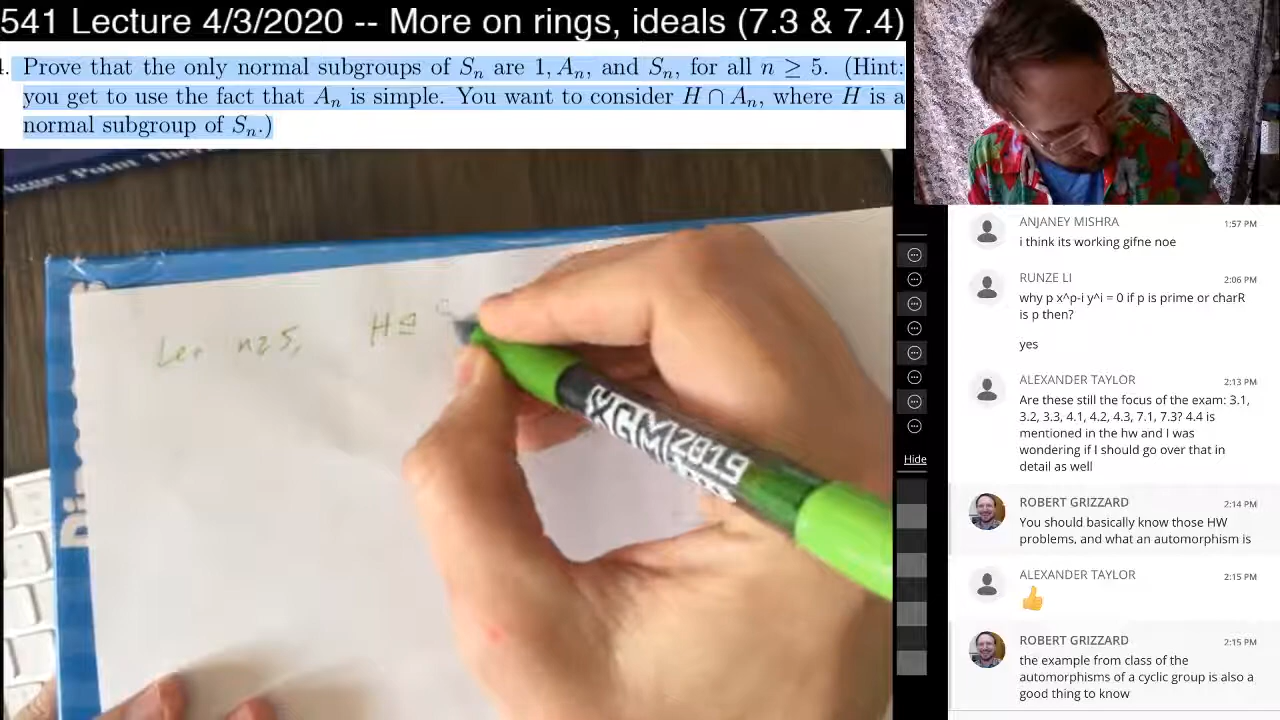 541 Lecture 4/3/2020 -- More on rings, ideals (7.3 & 7.4)
Prove that the only normal subgroups of Sₙ are 1, Aₙ, and Sₙ, for all n ≥ 5. (Hint:
you get to use the fact that Aₙ is simple. You want to consider H ∩ Aₙ, where H is a
normal subgroup of Sₙ.)
Let n≥5, H ⊴
XGM2019
ANJANEY MISHRA 1:57 PM
i think its working gifne noe
RUNZE LI 2:06 PM
why p x^p-i y^i = 0 if p is prime or charR
is p then?
yes
ALEXANDER TAYLOR 2:13 PM
Are these still the focus of the exam: 3.1,
3.2, 3.3, 4.1, 4.2, 4.3, 7.1, 7.3? 4.4 is
mentioned in the hw and I was
wondering if I should go over that in
detail as well
Hide
ROBERT GRIZZARD 2:14 PM
You should basically know those HW
problems, and what an automorphism is
ALEXANDER TAYLOR 2:15 PM
👍
ROBERT GRIZZARD 2:15 PM
the example from class of the
automorphisms of a cyclic group is also a
good thing to know